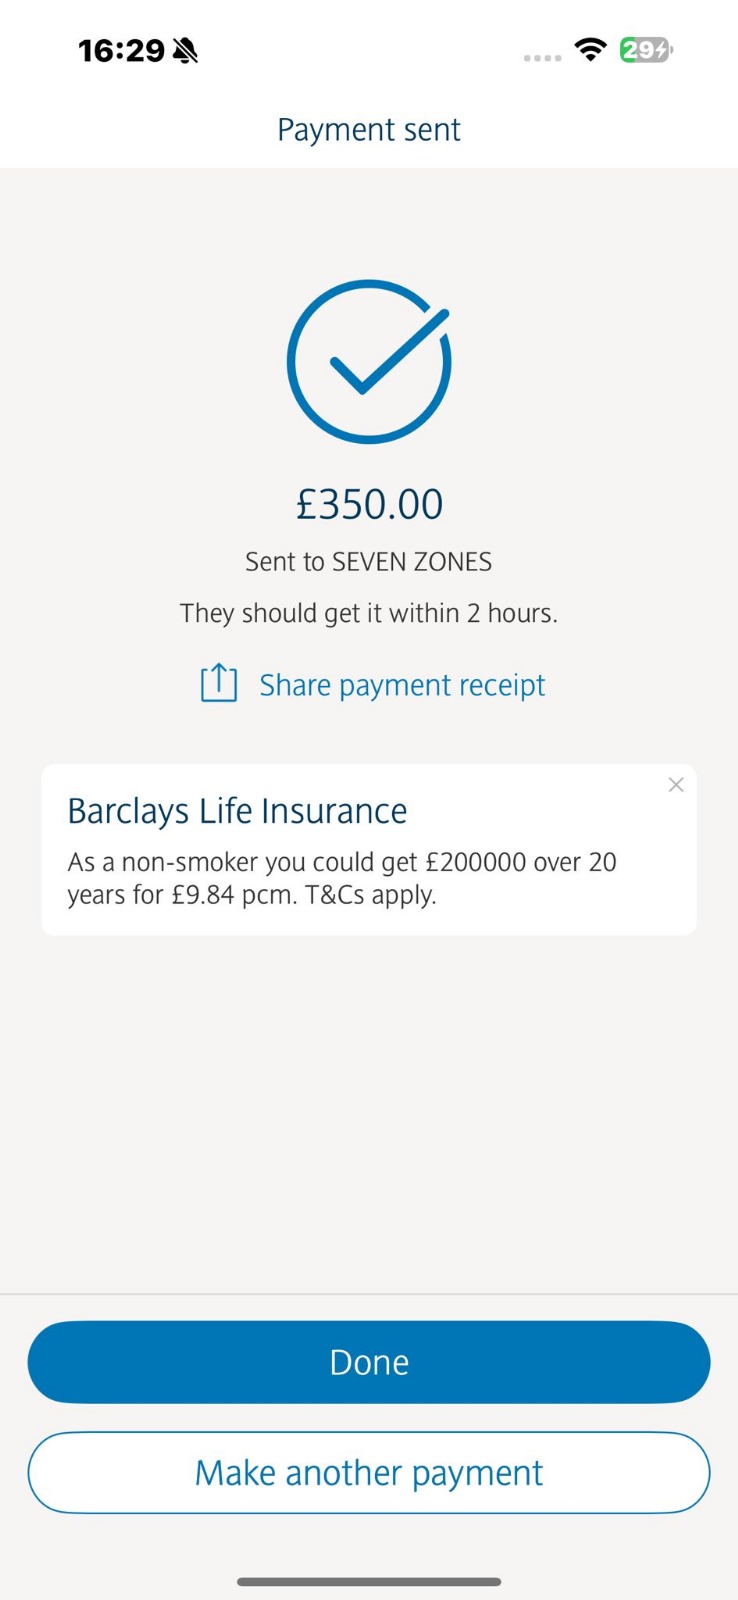 16:29
29
Payment sent
£350.00
Sent to SEVEN ZONES
They should get it within 2 hours.
Share payment receipt
Barclays Life Insurance
As a non-smoker you could get £200000 over 20
years for £9.84 pcm. T&Cs apply.
Done
Make another payment